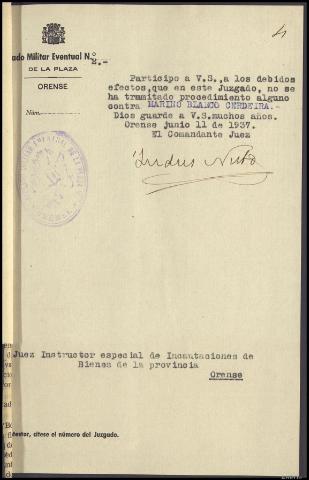 ado Militar Eventual N.º 2.-
DE LA PLAZA
ORENSE
Núm.
4
Participo a V.S., a los debidos
efectos, que en este Juzgado, no se
ha tramitado procedimiento alguno
contra MARINO BLANCO CERDEIRA.-
Dios guarde a V.S. muchos años.
Orense junio 11 de 1937.
El Comandante Juez
Juez Instructor especial de Incautaciones de
Bienes de la provincia
Orense
ntestar, cítese el número del Juzgado.